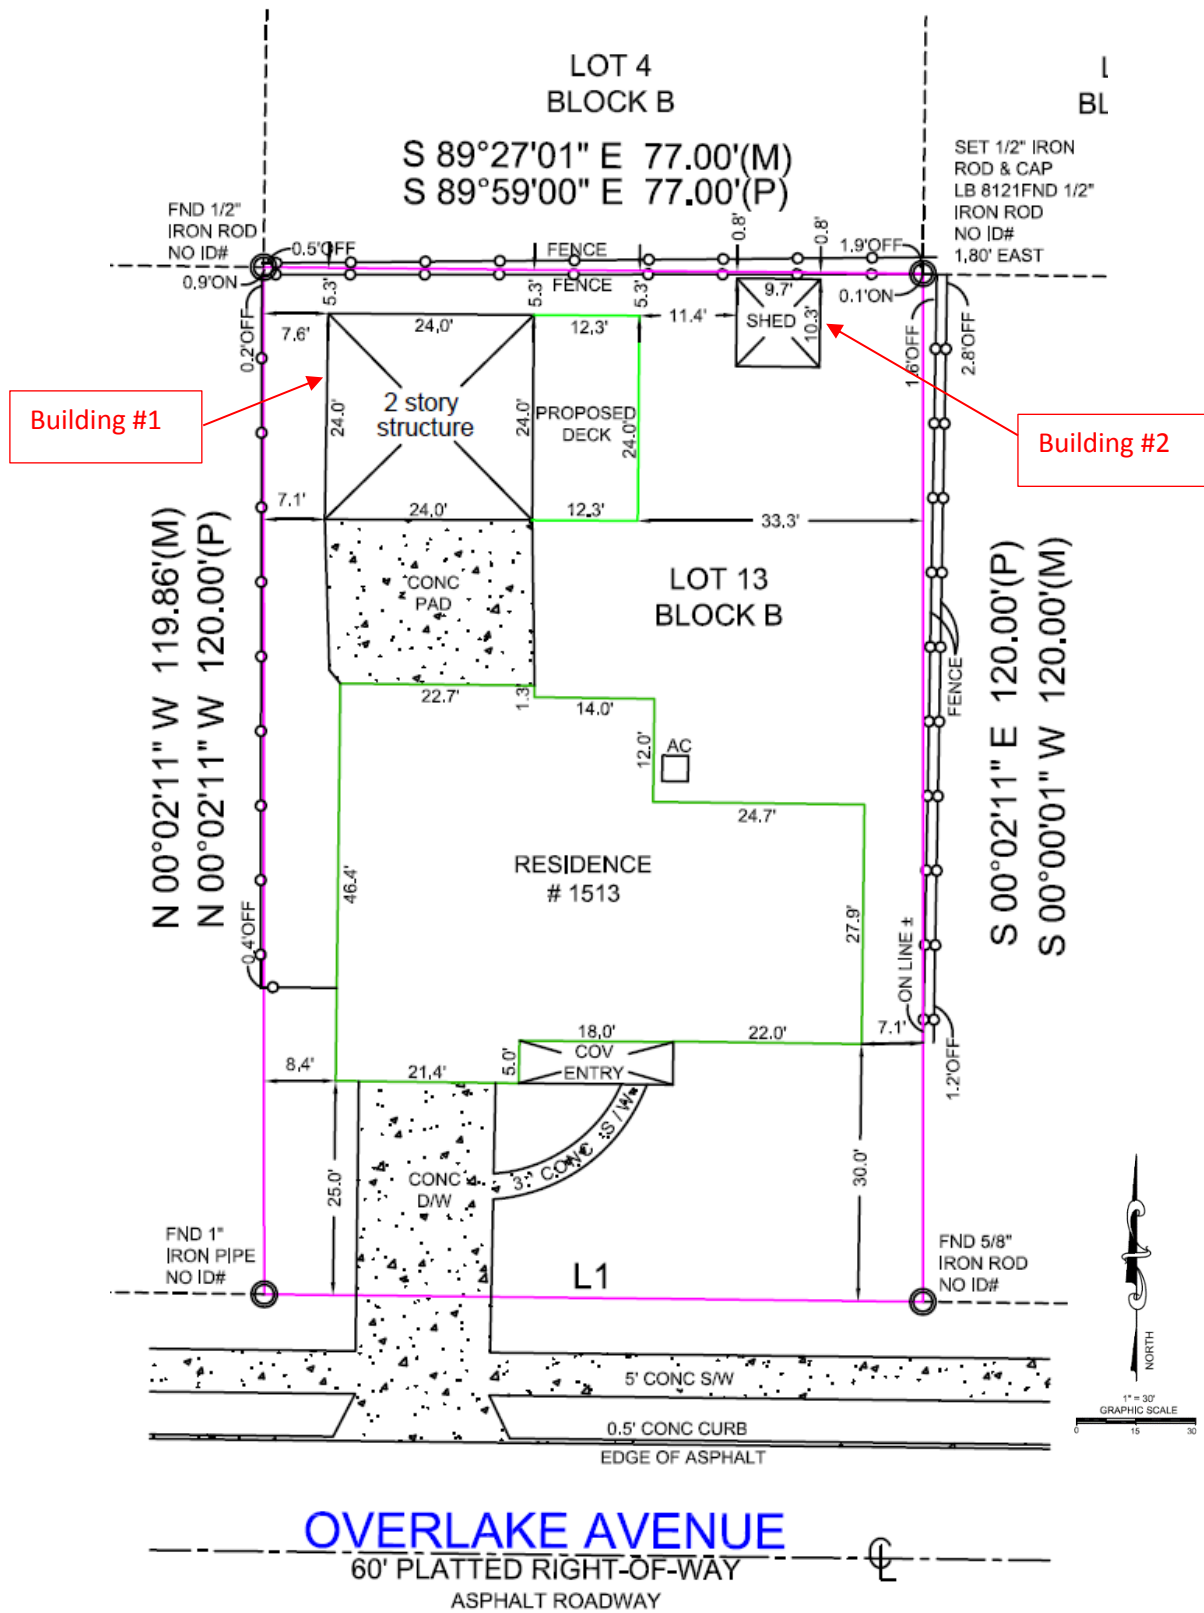 LOT 4
BLOCK B
L
BL
S 89°27'01" E 77.00'(M)
S 89°59'00" E 77.00'(P)
SET 1/2" IRON
ROD & CAP
LB 8121FND 1/2"
IRON ROD
NO ID#
1,80' EAST
FND 1/2"
IRON ROD
NO ID#
0.5'OFF
FENCE
0.8'
0.8'
1.9'OFF
0.9'ON
5.3'
5.3'
FENCE
5.3'
9.7'
0.1'ON
0.2'OFF
7.6'
24,0'
12,3'
11.4'
SHED
10.3'
1.6'OFF
2.8'OFF
Building #1
24.0'
2 story
structure
24.0'
PROPOSED
DECK
24.0'
Building #2
7.1'
24,0'
12.3'
33.3'
CONC
PAD
LOT 13
BLOCK B
N 00°02'11" W 119.86'(M)
N 00°02'11" W 120.00'(P)
S 00°02'11" E 120.00'(P)
S 00°00'01" W 120.00'(M)
FENCE
22.7'
1.3'
14.0'
12.0'
AC
24.7'
RESIDENCE
# 1513
46.4'
27.9'
0.4'OFF
ON LINE ±
8,4'
21,4'
5.0'
18,0'
COV
ENTRY
22.0'
7.1'
1.2'OFF
25.0'
CONC
D/W
3' CONC S/W
30.0'
FND 1"
IRON PIPE
NO ID#
L1
FND 5/8"
IRON ROD
NO ID#
NORTH
5' CONC S/W
1" = 30'
GRAPHIC SCALE
0 15 30
0.5' CONC CURB
EDGE OF ASPHALT
OVERLAKE AVENUE
60' PLATTED RIGHT-OF-WAY
ASPHALT ROADWAY
CL